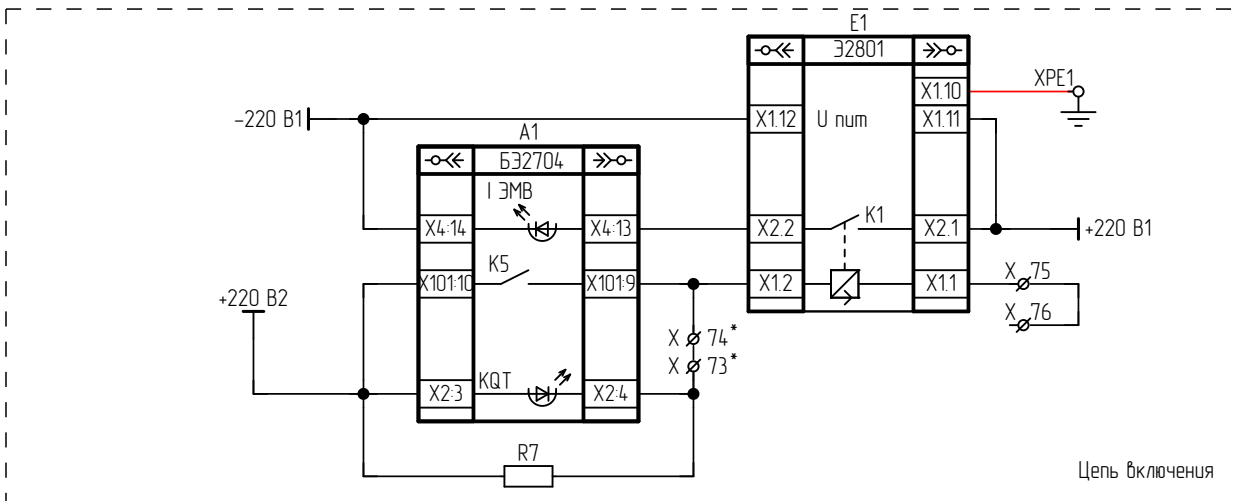 E1
Э2801
X1.10
XPE1
-220 В1
X1.12
U пит
X1.11
A1
БЭ2704
I ЭМВ
X4:14
X4:13
X2.2
K1
X2.1
+220 В1
K5
X101:10
X101:9
X1.2
X1.1
X 75
+220 В2
X 76
X 74*
X 73*
KQT
X2:3
X2:4
R7
Цепь включения